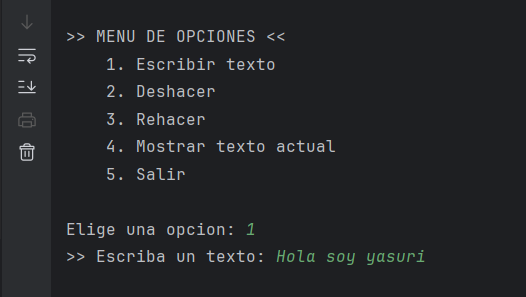 >> MENU DE OPCIONES <<
1. Escribir texto
2. Deshacer
3. Rehacer
4. Mostrar texto actual
5. Salir
Elige una opcion: 1
>> Escriba un texto: Hola soy yasuri